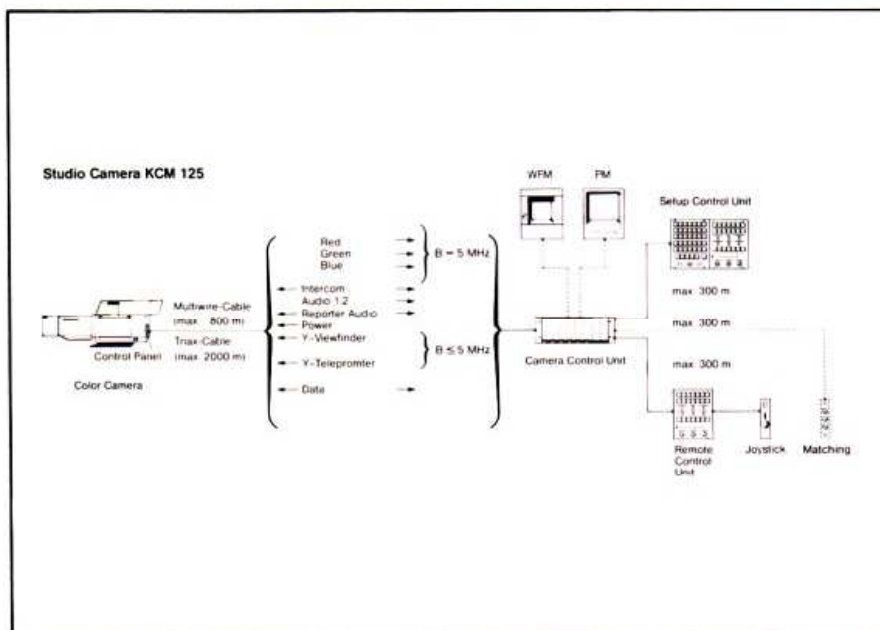 Studio Camera KCM 125
WFM
PM
Setup Control Unit
Red
Green
Blue
B = 5 MHz
Intercom
Audio 1.2
Reporter Audio
Power
Y-Viewfinder
Y-Telepromter
B ≤ 5 MHz
Data
Multiwire-Cable
(max. 800 m)
Control Panel
Triax-Cable
(max. 2000 m)
Color Camera
Camera Control Unit
max. 300 m
max. 300 m
max. 300 m
Remote
Control
Unit
Joystick
Matching